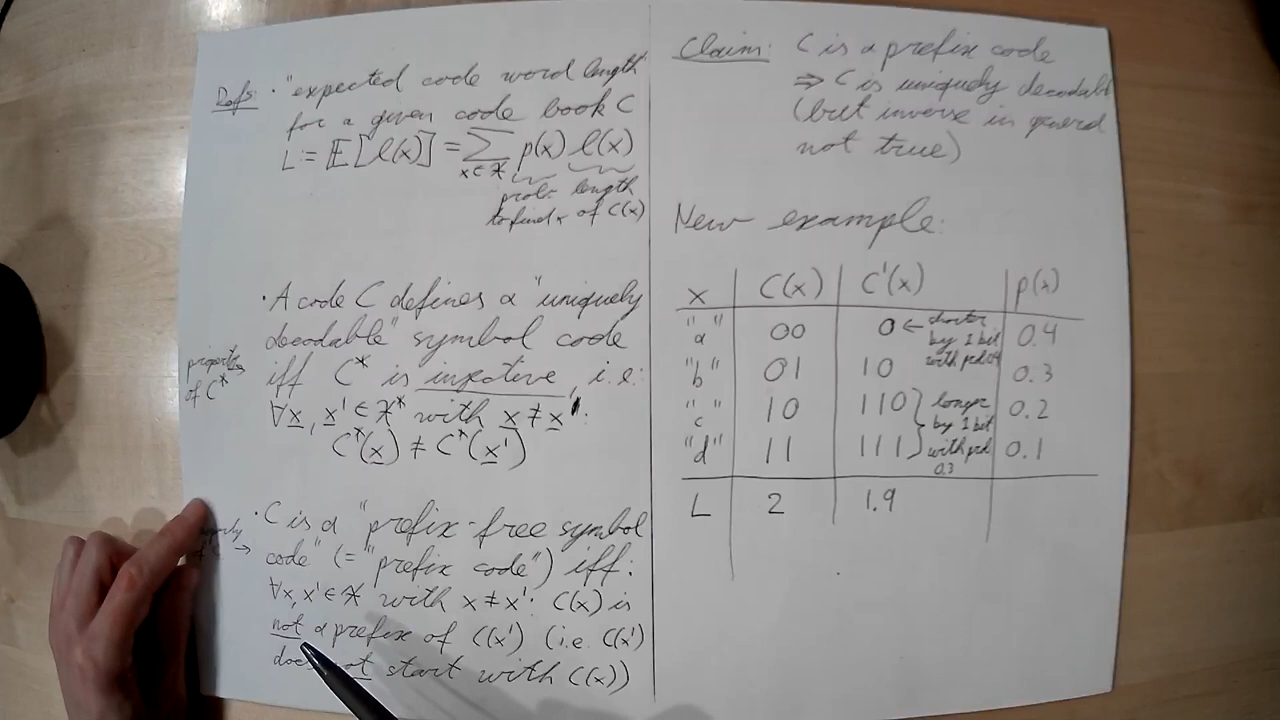 Defs: · "expected code word length
for a given code book C
L := 𝔼[ℓ(x)] = ∑ p(x) ℓ(x)
x∈𝒳
prob. length
to find x of C(x)
· A code C defines a "uniquely
decodable" symbol code
property
of C*
iff C* is injective, i.e.:
∀x, x' ∈ 𝒳* with x ≠ x':
C*(x) ≠ C*(x')
· C is a "prefix-free symbol
code" (= "prefix code") iff:
∀x, x' ∈ 𝒳 with x ≠ x': C(x) is
not a prefix of C(x') (i.e. C(x')
does not start with C(x))
Claim: C is a prefix code
⇒ C is uniquely decodabl
(but inverse in general
not true)
New example:
x C(x) C'(x) p(x)
"a" 00 0 ← shorter by 1 bit with prob 0.4
"b" 01 10 0.3
"c" 10 110 0.2
"d" 11 111 0.1
} longer
by 1 bit
with prob
0.3
L 2 1.9